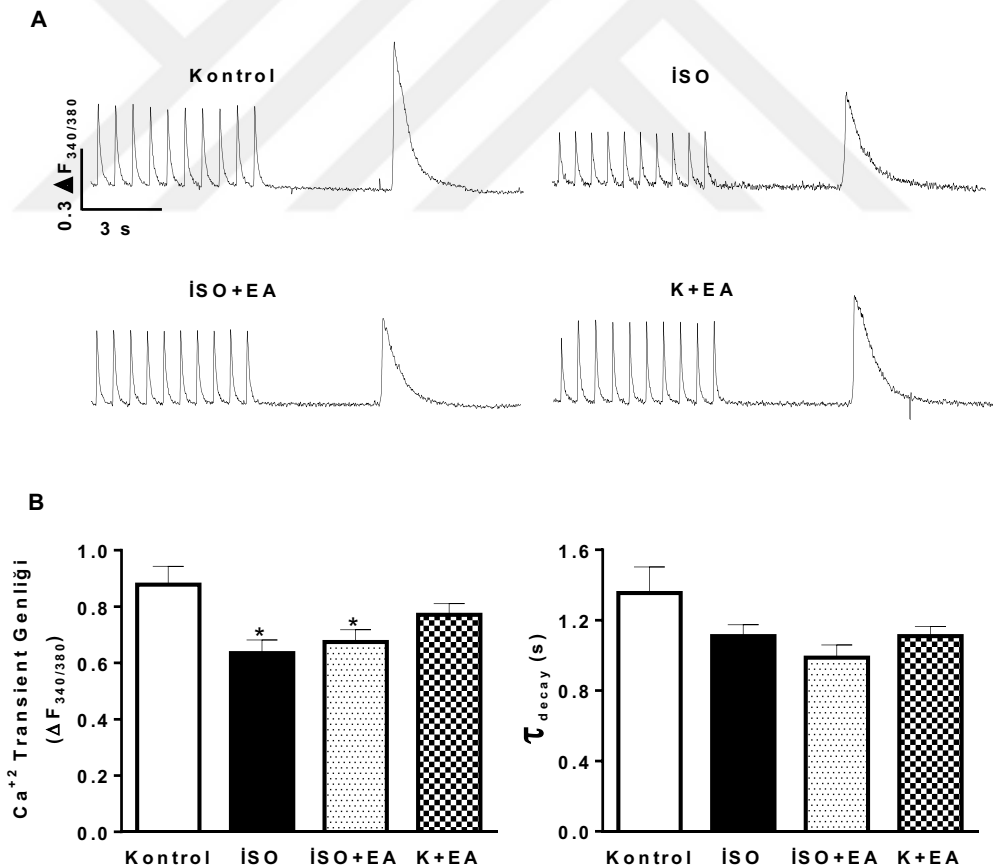 A
Kontrol
İSO
0.3 ▲F340/380
3 s
İSO+EA
K+EA
B
Ca+2 Transient Genliği
(ΔF340/380)
1.0
0.8
0.6
0.4
0.2
0.0
*
*
Kontrol İSO İSO+EA K+EA
τdecay (s)
1.6
1.2
0.8
0.4
0.0
Kontrol İSO İSO+EA K+EA